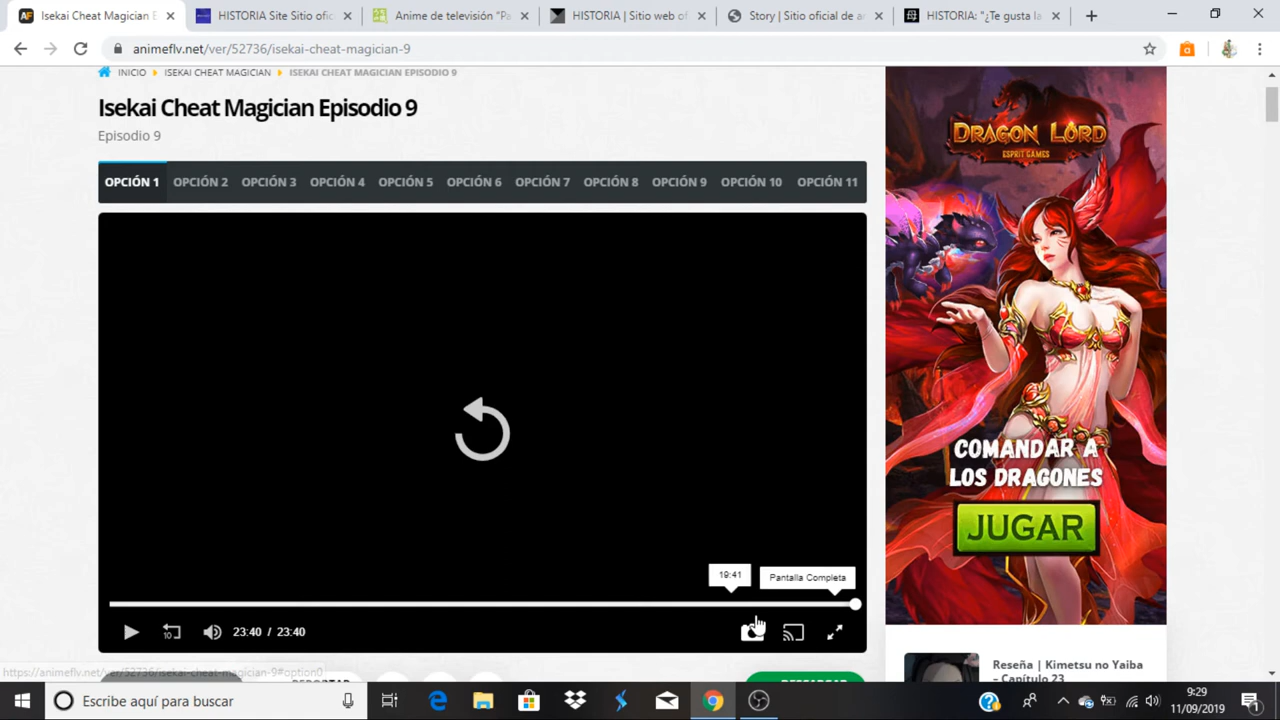 Isekai Cheat Magician E
HISTORIA Site Sitio ofic
Anime de televisión "Pa
HISTORIA | Sitio web of
Story | Sitio oficial de a
HISTORIA: "¿Te gusta la
animeflv.net/ver/52736/isekai-cheat-magician-9
INICIO
ISEKAI CHEAT MAGICIAN
ISEKAI CHEAT MAGICIAN EPISODIO 9
Isekai Cheat Magician Episodio 9
Episodio 9
OPCIÓN 1 OPCIÓN 2 OPCIÓN 3 OPCIÓN 4 OPCIÓN 5 OPCIÓN 6 OPCIÓN 7 OPCIÓN 8 OPCIÓN 9 OPCIÓN 10 OPCIÓN 11
DRAGON LORD
ESPRIT GAMES
COMANDAR A
LOS DRAGONES
JUGAR
19:41
Pantalla Completa
10
23:40 / 23:40
https://animeflv.net/ver/52736/isekai-cheat-magician-9#option0
Reseña | Kimetsu no Yaiba
– Capítulo 23
Escribe aquí para buscar
9:29
11/09/2019
1